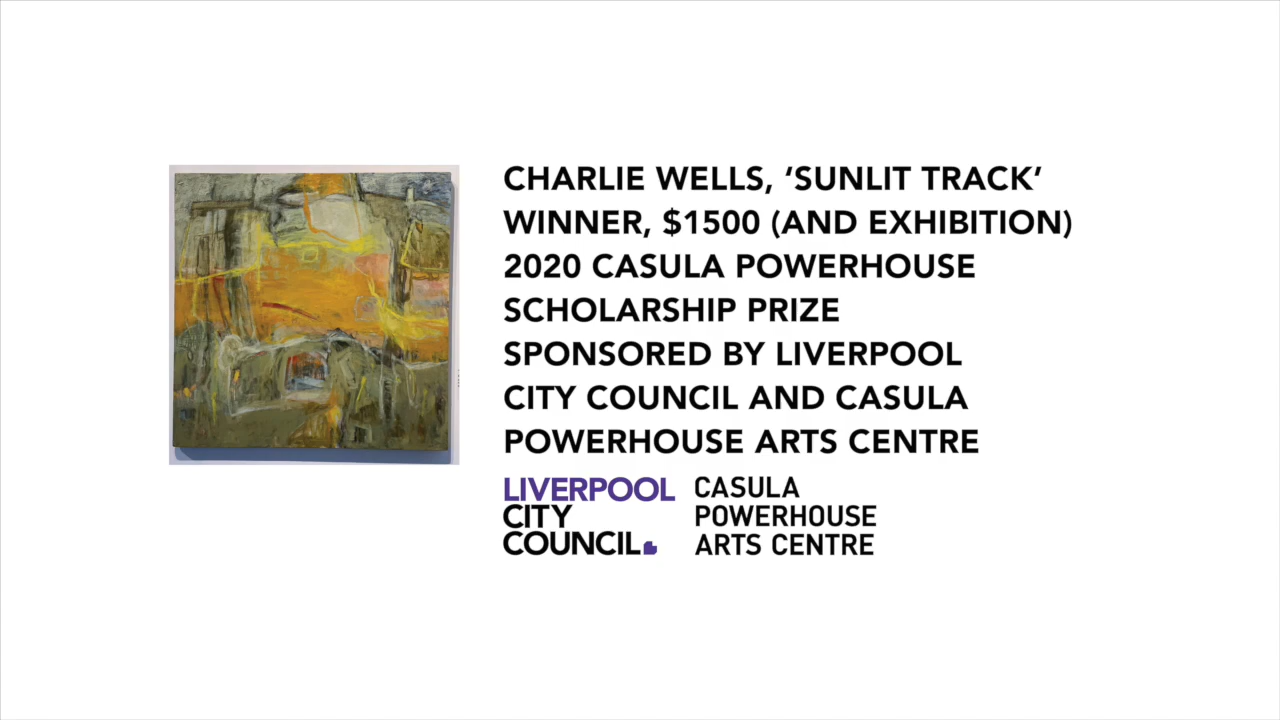 CHARLIE WELLS, ‘SUNLIT TRACK’
WINNER, $1500 (AND EXHIBITION)
2020 CASULA POWERHOUSE
SCHOLARSHIP PRIZE
SPONSORED BY LIVERPOOL
CITY COUNCIL AND CASULA
POWERHOUSE ARTS CENTRE
LIVERPOOL
CITY
COUNCIL
CASULA
POWERHOUSE
ARTS CENTRE